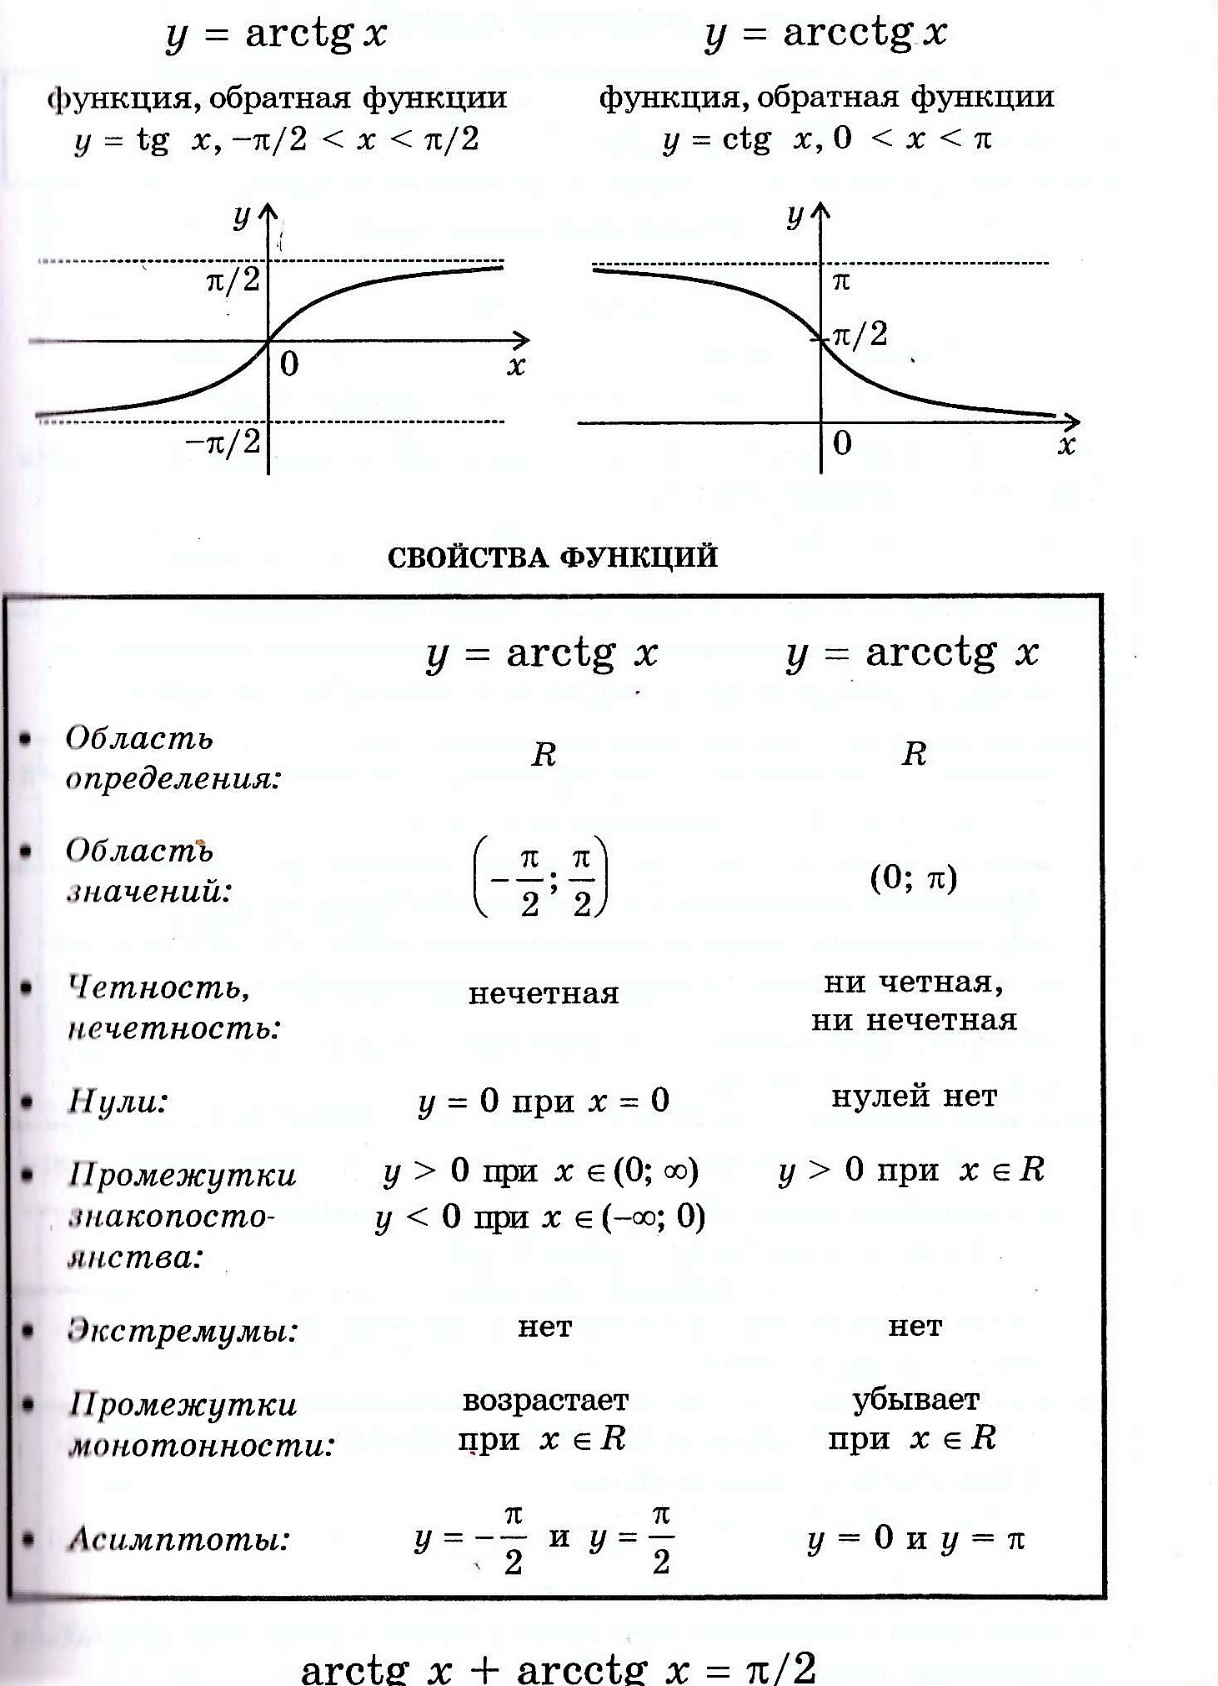 y = arctg x
y = arcctg x
функция, обратная функции
y = tg x, −π/2 < x < π/2
функция, обратная функции
y = ctg x, 0 < x < π
y
π/2
0
x
−π/2
y
π
π/2
0
x
СВОЙСТВА ФУНКЦИЙ
y = arctg x y = arcctg x
• Область
определения: R R
• Область
значений: (−π/2; π/2) (0; π)
• Четность,
нечетность: нечетная ни четная,
ни нечетная
• Нули: y = 0 при x = 0 нулей нет
• Промежутки y > 0 при x ∈ (0; ∞) y > 0 при x ∈ R
знакопосто- y < 0 при x ∈ (−∞; 0)
янства:
• Экстремумы: нет нет
• Промежутки возрастает убывает
монотонности: при x ∈ R при x ∈ R
• Асимптоты: y = −π/2 и y = π/2 y = 0 и y = π
arctg x + arcctg x = π/2